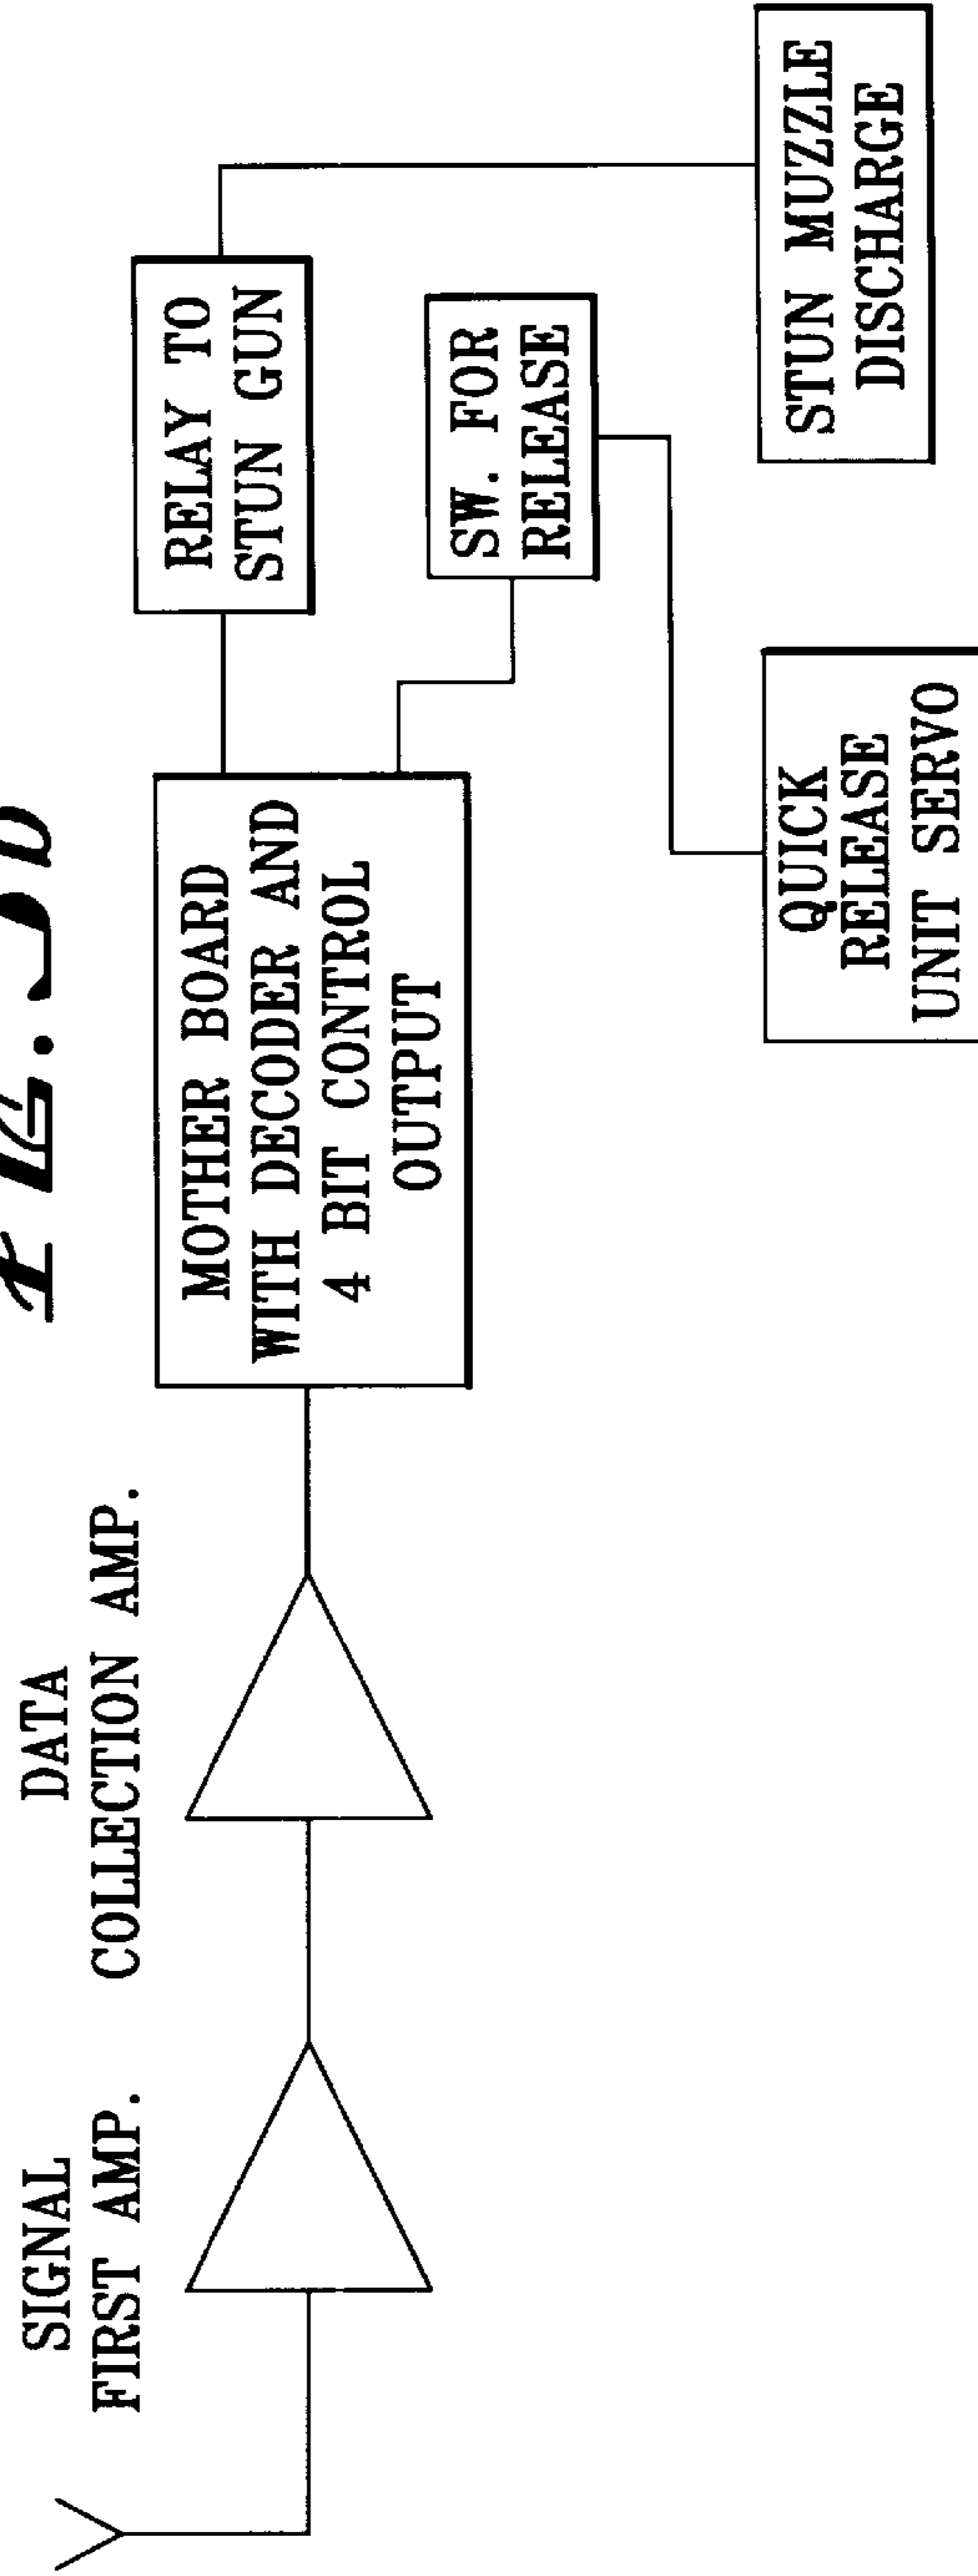 SIGNAL
FIRST AMP.
DATA
COLLECTION AMP.
MOTHER BOARD
WITH DECODER AND
4 BIT CONTROL
OUTPUT
RELAY TO
STUN GUN
SW. FOR
RELEASE
QUICK
RELEASE
UNIT SERVO
STUN MUZZLE
DISCHARGE